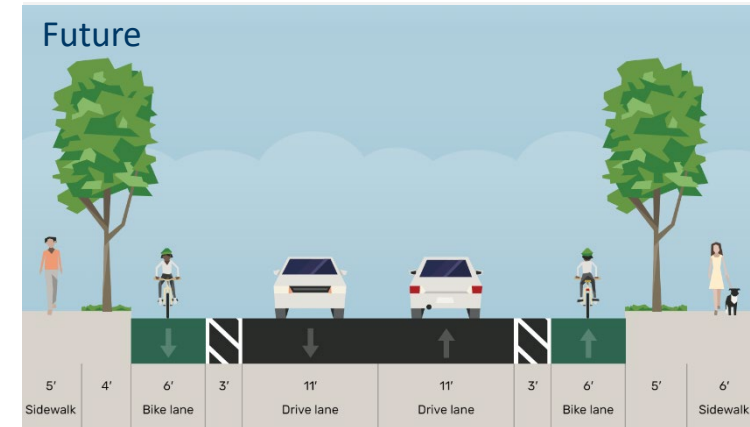 Future
5' 4' 6' 3' 11' 11' 3' 6' 5' 6'
Sidewalk Bike lane Drive lane Drive lane Bike lane Sidewalk